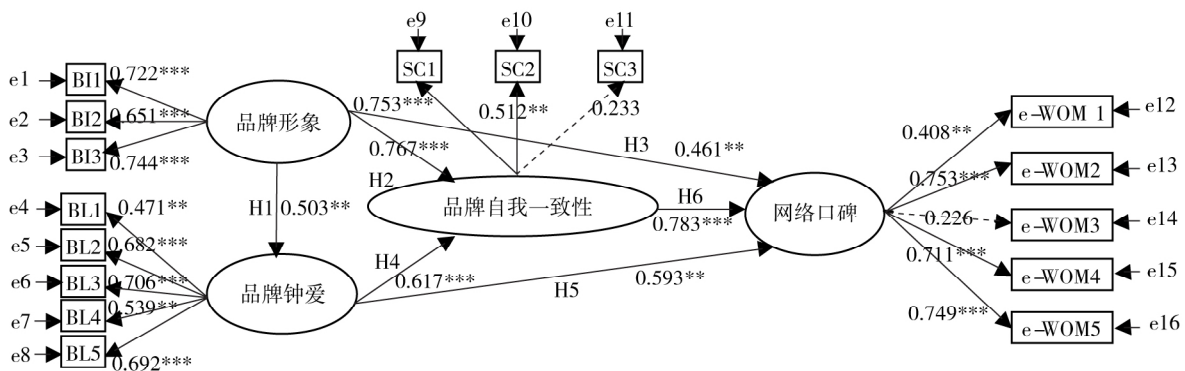 e9 e10 e11
SC1 SC2 SC3
e1 BI1 0.722***
e2 BI2 0.651***
e3 BI3 0.744***
品牌形象
0.753*** 0.512** 0.233
0.767***
H2
H3 0.461**
H1 0.503**
品牌自我一致性
H6
0.783***
网络口碑
e4 BL1 0.471**
e5 BL2 0.682***
e6 BL3 0.706***
e7 BL4 0.539**
e8 BL5 0.692***
品牌钟爱
H4
0.617***
H5 0.593**
0.408** e-WOM 1 e12
0.753*** e-WOM2 e13
0.226 e-WOM3 e14
0.711*** e-WOM4 e15
0.749*** e-WOM5 e16